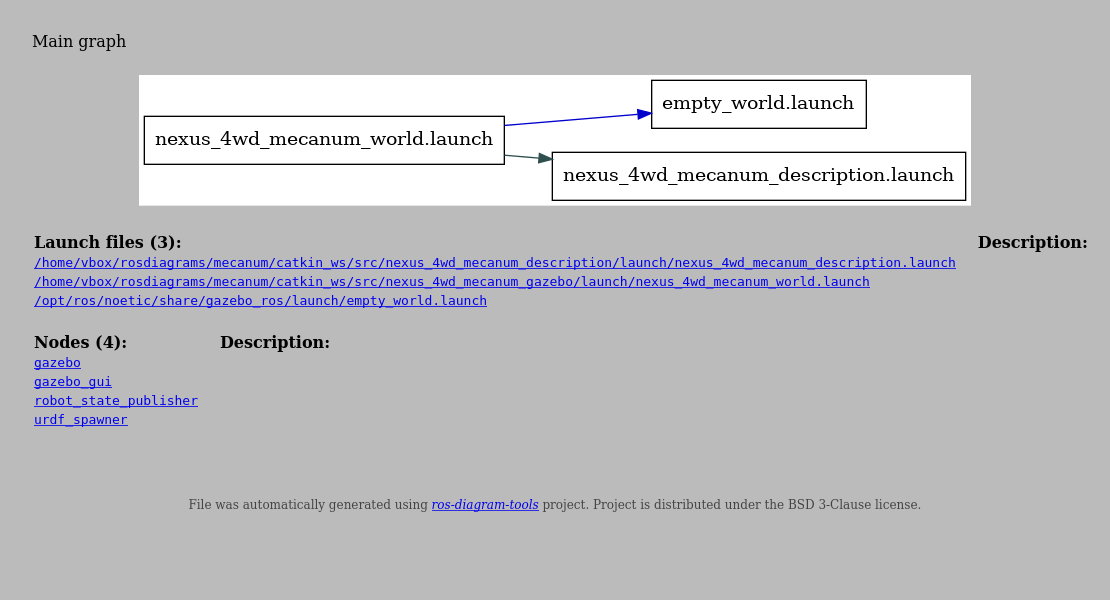 Main graph
nexus_4wd_mecanum_world.launch
empty_world.launch
nexus_4wd_mecanum_description.launch
Launch files (3): Description:
/home/vbox/rosdiagrams/mecanum/catkin_ws/src/nexus_4wd_mecanum_description/launch/nexus_4wd_mecanum_description.launch
/home/vbox/rosdiagrams/mecanum/catkin_ws/src/nexus_4wd_mecanum_gazebo/launch/nexus_4wd_mecanum_world.launch
/opt/ros/noetic/share/gazebo_ros/launch/empty_world.launch
Nodes (4): Description:
gazebo
gazebo_gui
robot_state_publisher
urdf_spawner
File was automatically generated using ros-diagram-tools project. Project is distributed under the BSD 3-Clause license.